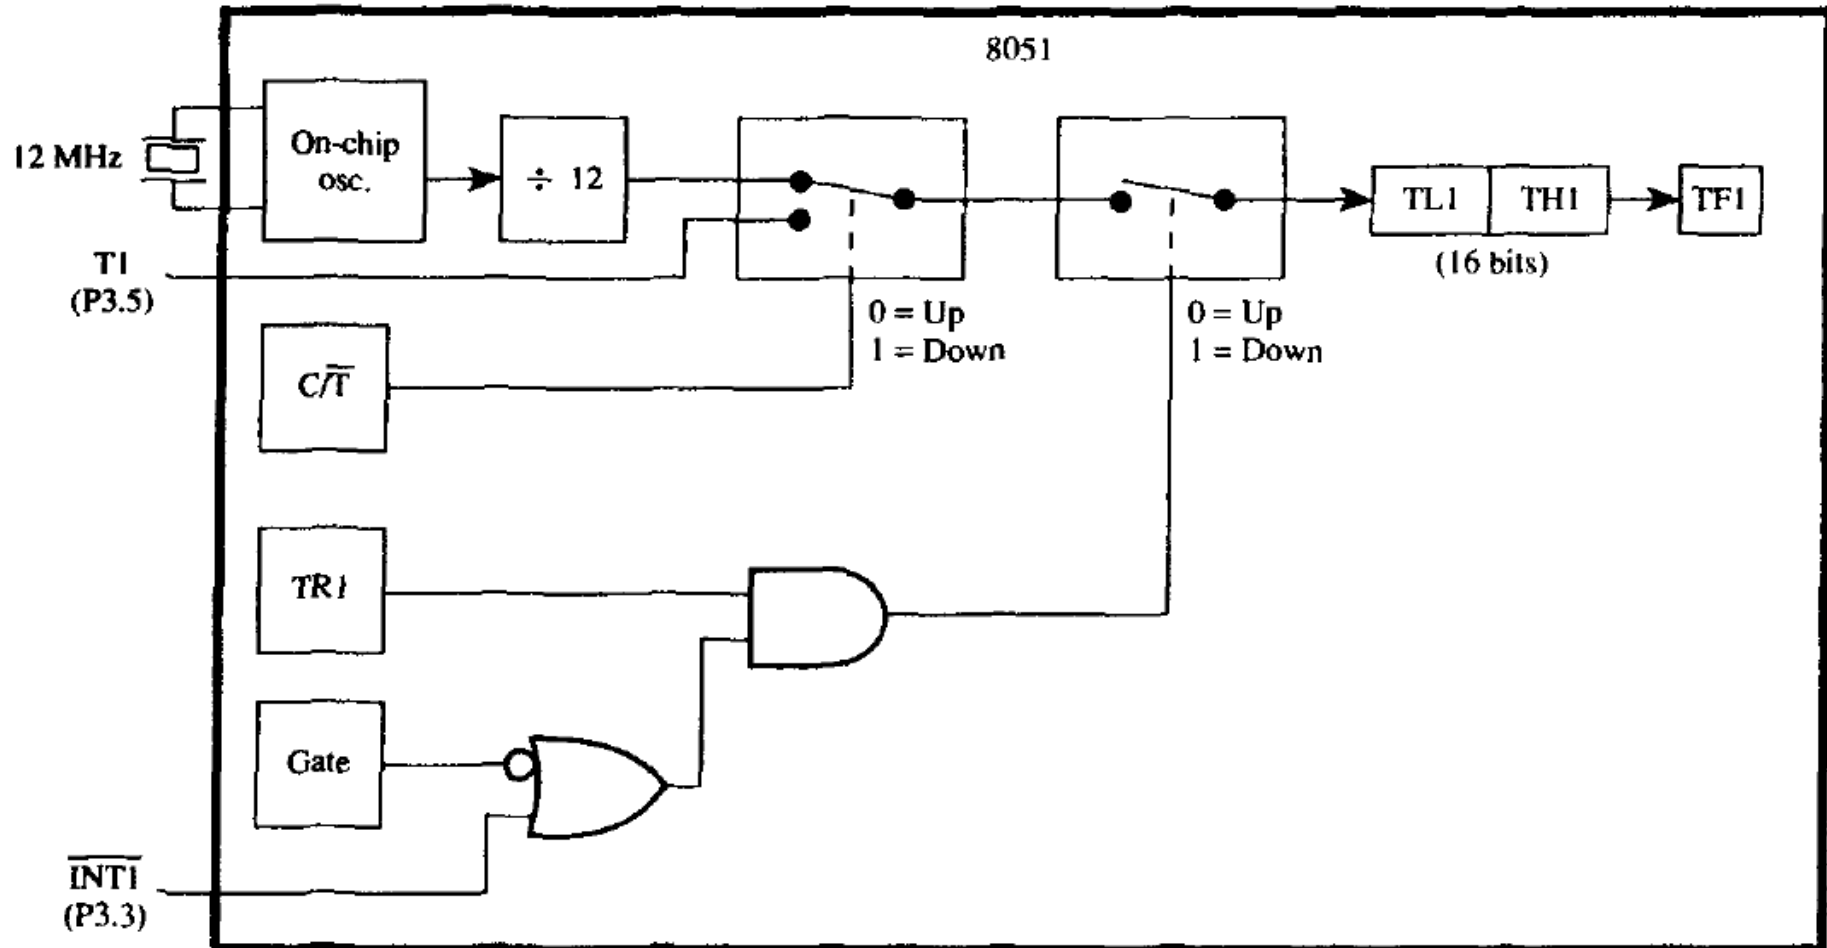 8051
12 MHz
On-chip
osc.
÷ 12
TL1
TH1
TF1
(16 bits)
T1
(P3.5)
0 = Up
1 = Down
0 = Up
1 = Down
C/T̅
TR1
Gate
I̅N̅T̅1̅
(P3.3)